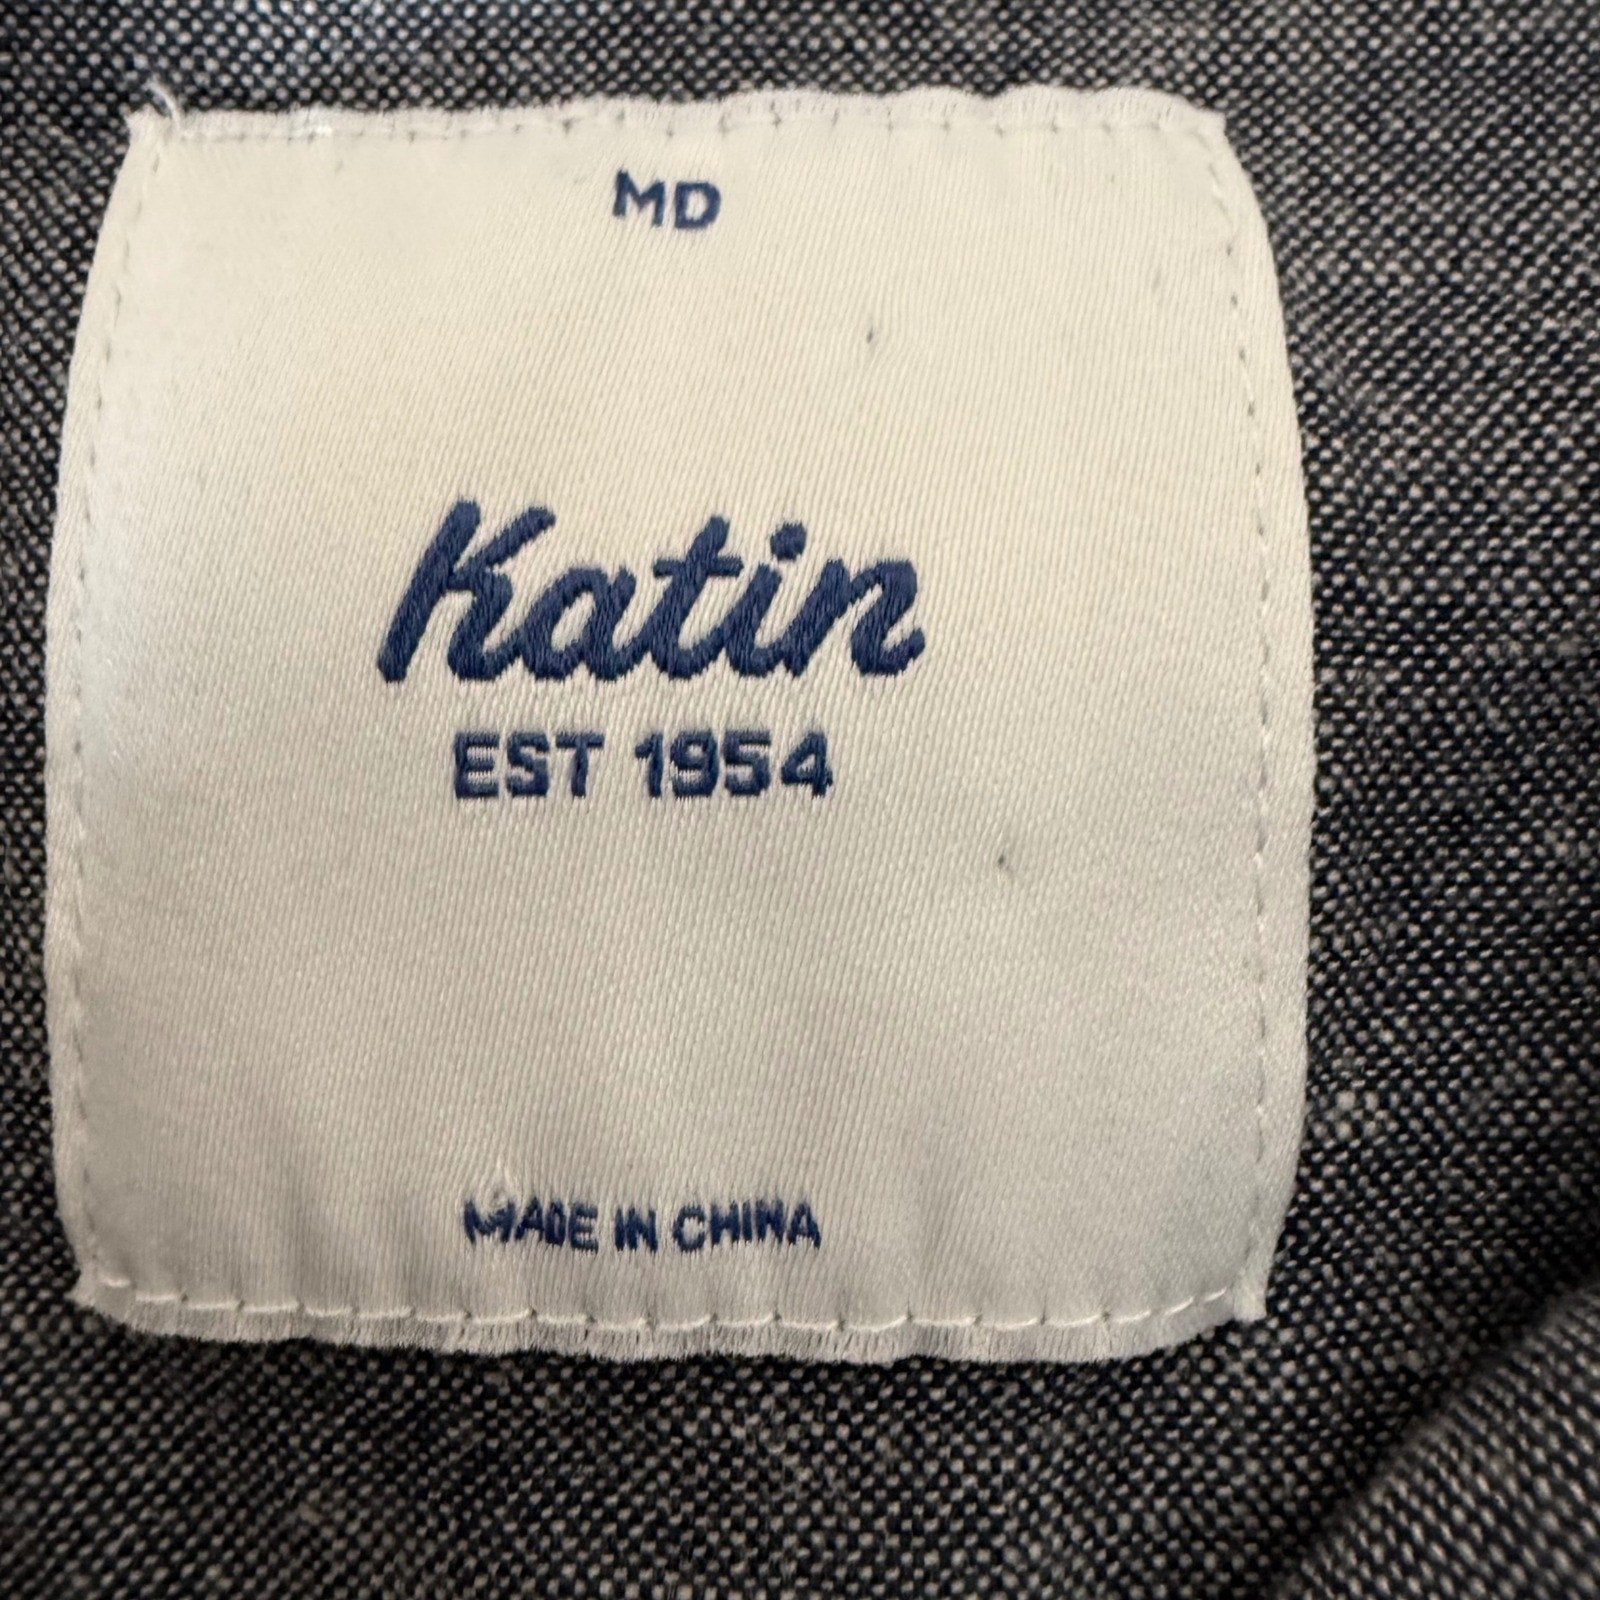 MD
Katin
EST 1954
MADE IN CHINA